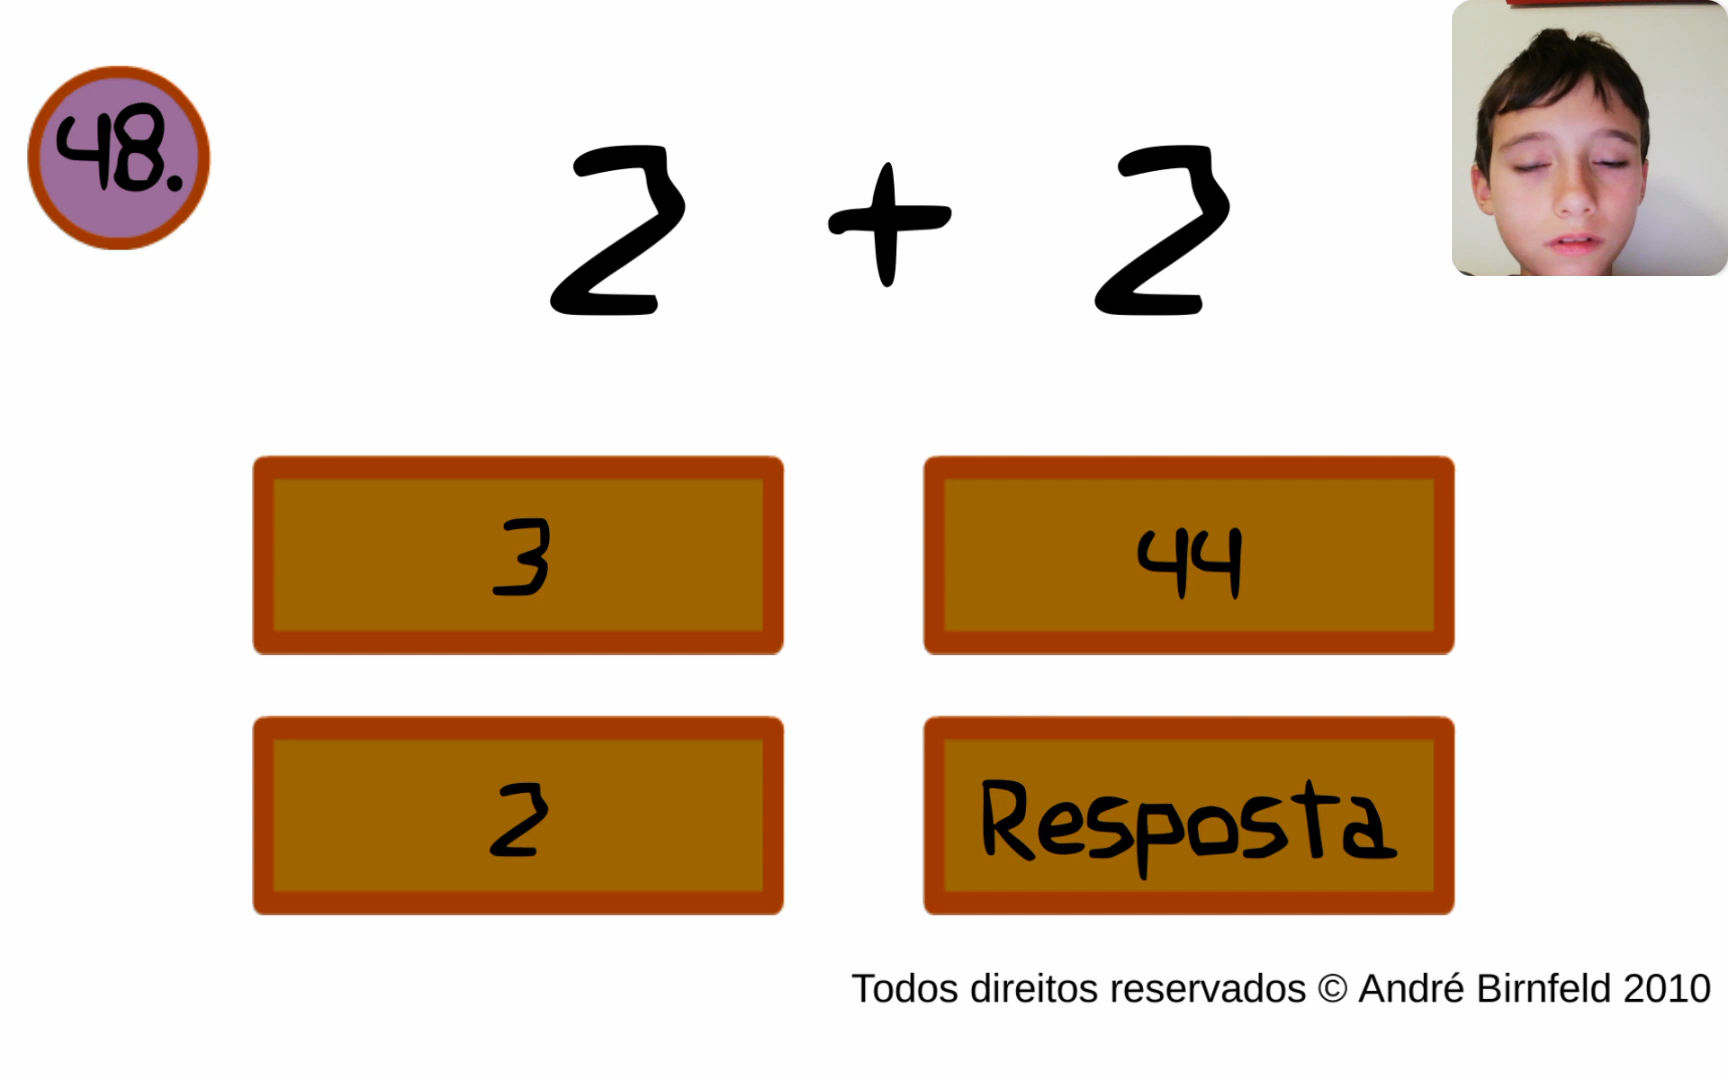 48.
2 + 2
3
44
2
Resposta
Todos direitos reservados © André Birnfeld 2010